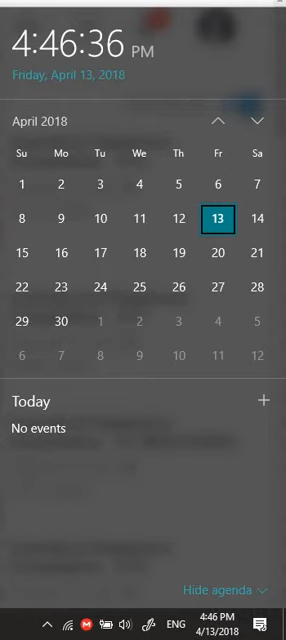 4:46:36 PM
Friday, April 13, 2018
April 2018
Su Mo Tu We Th Fr Sa
1 2 3 4 5 6 7
8 9 10 11 12 13 14
15 16 17 18 19 20 21
22 23 24 25 26 27 28
29 30 1 2 3 4 5
6 7 8 9 10 11 12
Today
No events
Hide agenda
ENG
4:46 PM
4/13/2018